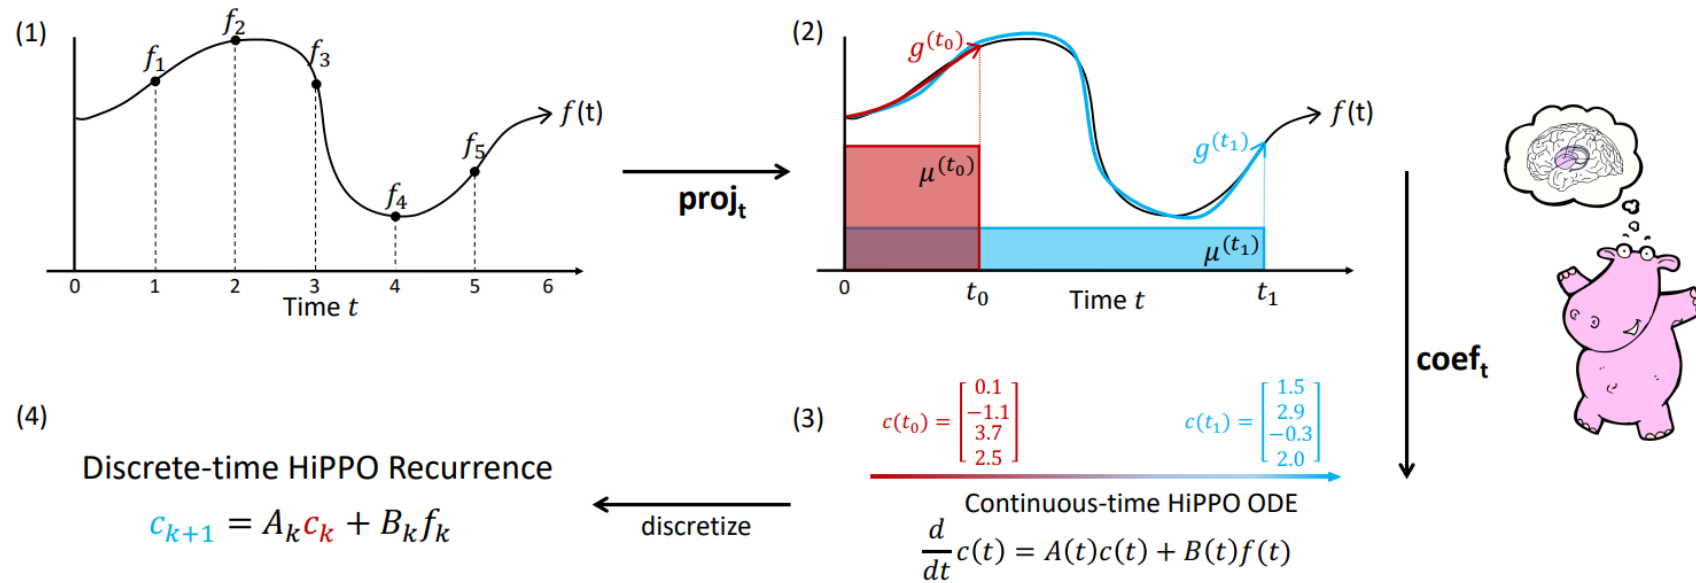 (1)
f₁
f₂
f₃
f₄
f₅
f(t)
0 1 2 3 4 5 6
Time t
proj_t
(2)
g^(t₀)
g^(t₁)
f(t)
μ^(t₀)
μ^(t₁)
0 t₀ Time t t₁
coef_t
(3)
c(t₀) = [0.1
−1.1
3.7
2.5]
c(t₁) = [1.5
2.9
−0.3
2.0]
Continuous-time HiPPO ODE
d/dt c(t) = A(t)c(t) + B(t)f(t)
discretize
(4)
Discrete-time HiPPO Recurrence
c_{k+1} = A_k c_k + B_k f_k